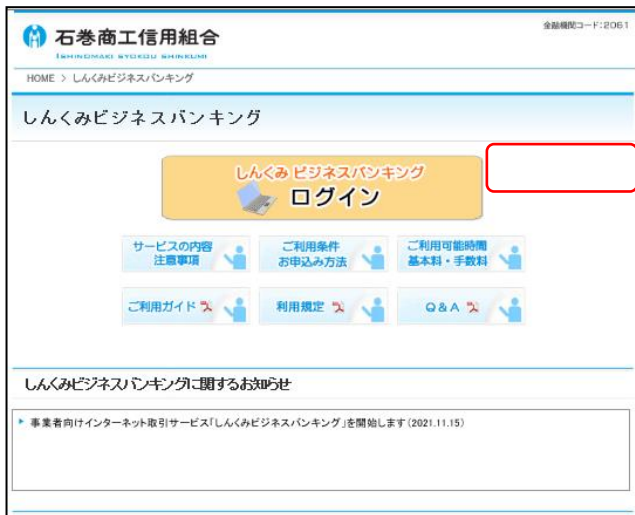 石巻商工信用組合
ISHINOMAKI SYOKOU SHINKUMI
金融機関コード:2061
HOME > しんくみビジネスバンキング
しんくみビジネスバンキング
しんくみ ビジネスバンキング
ログイン
サービスの内容
注意事項
ご利用条件
お申込み方法
ご利用可能時間
基本料・手数料
ご利用ガイド
利用規定
Q&A
しんくみビジネスバンキングに関するお知らせ
事業者向けインターネット取引サービス「しんくみビジネスバンキング」を開始します(2021.11.15)